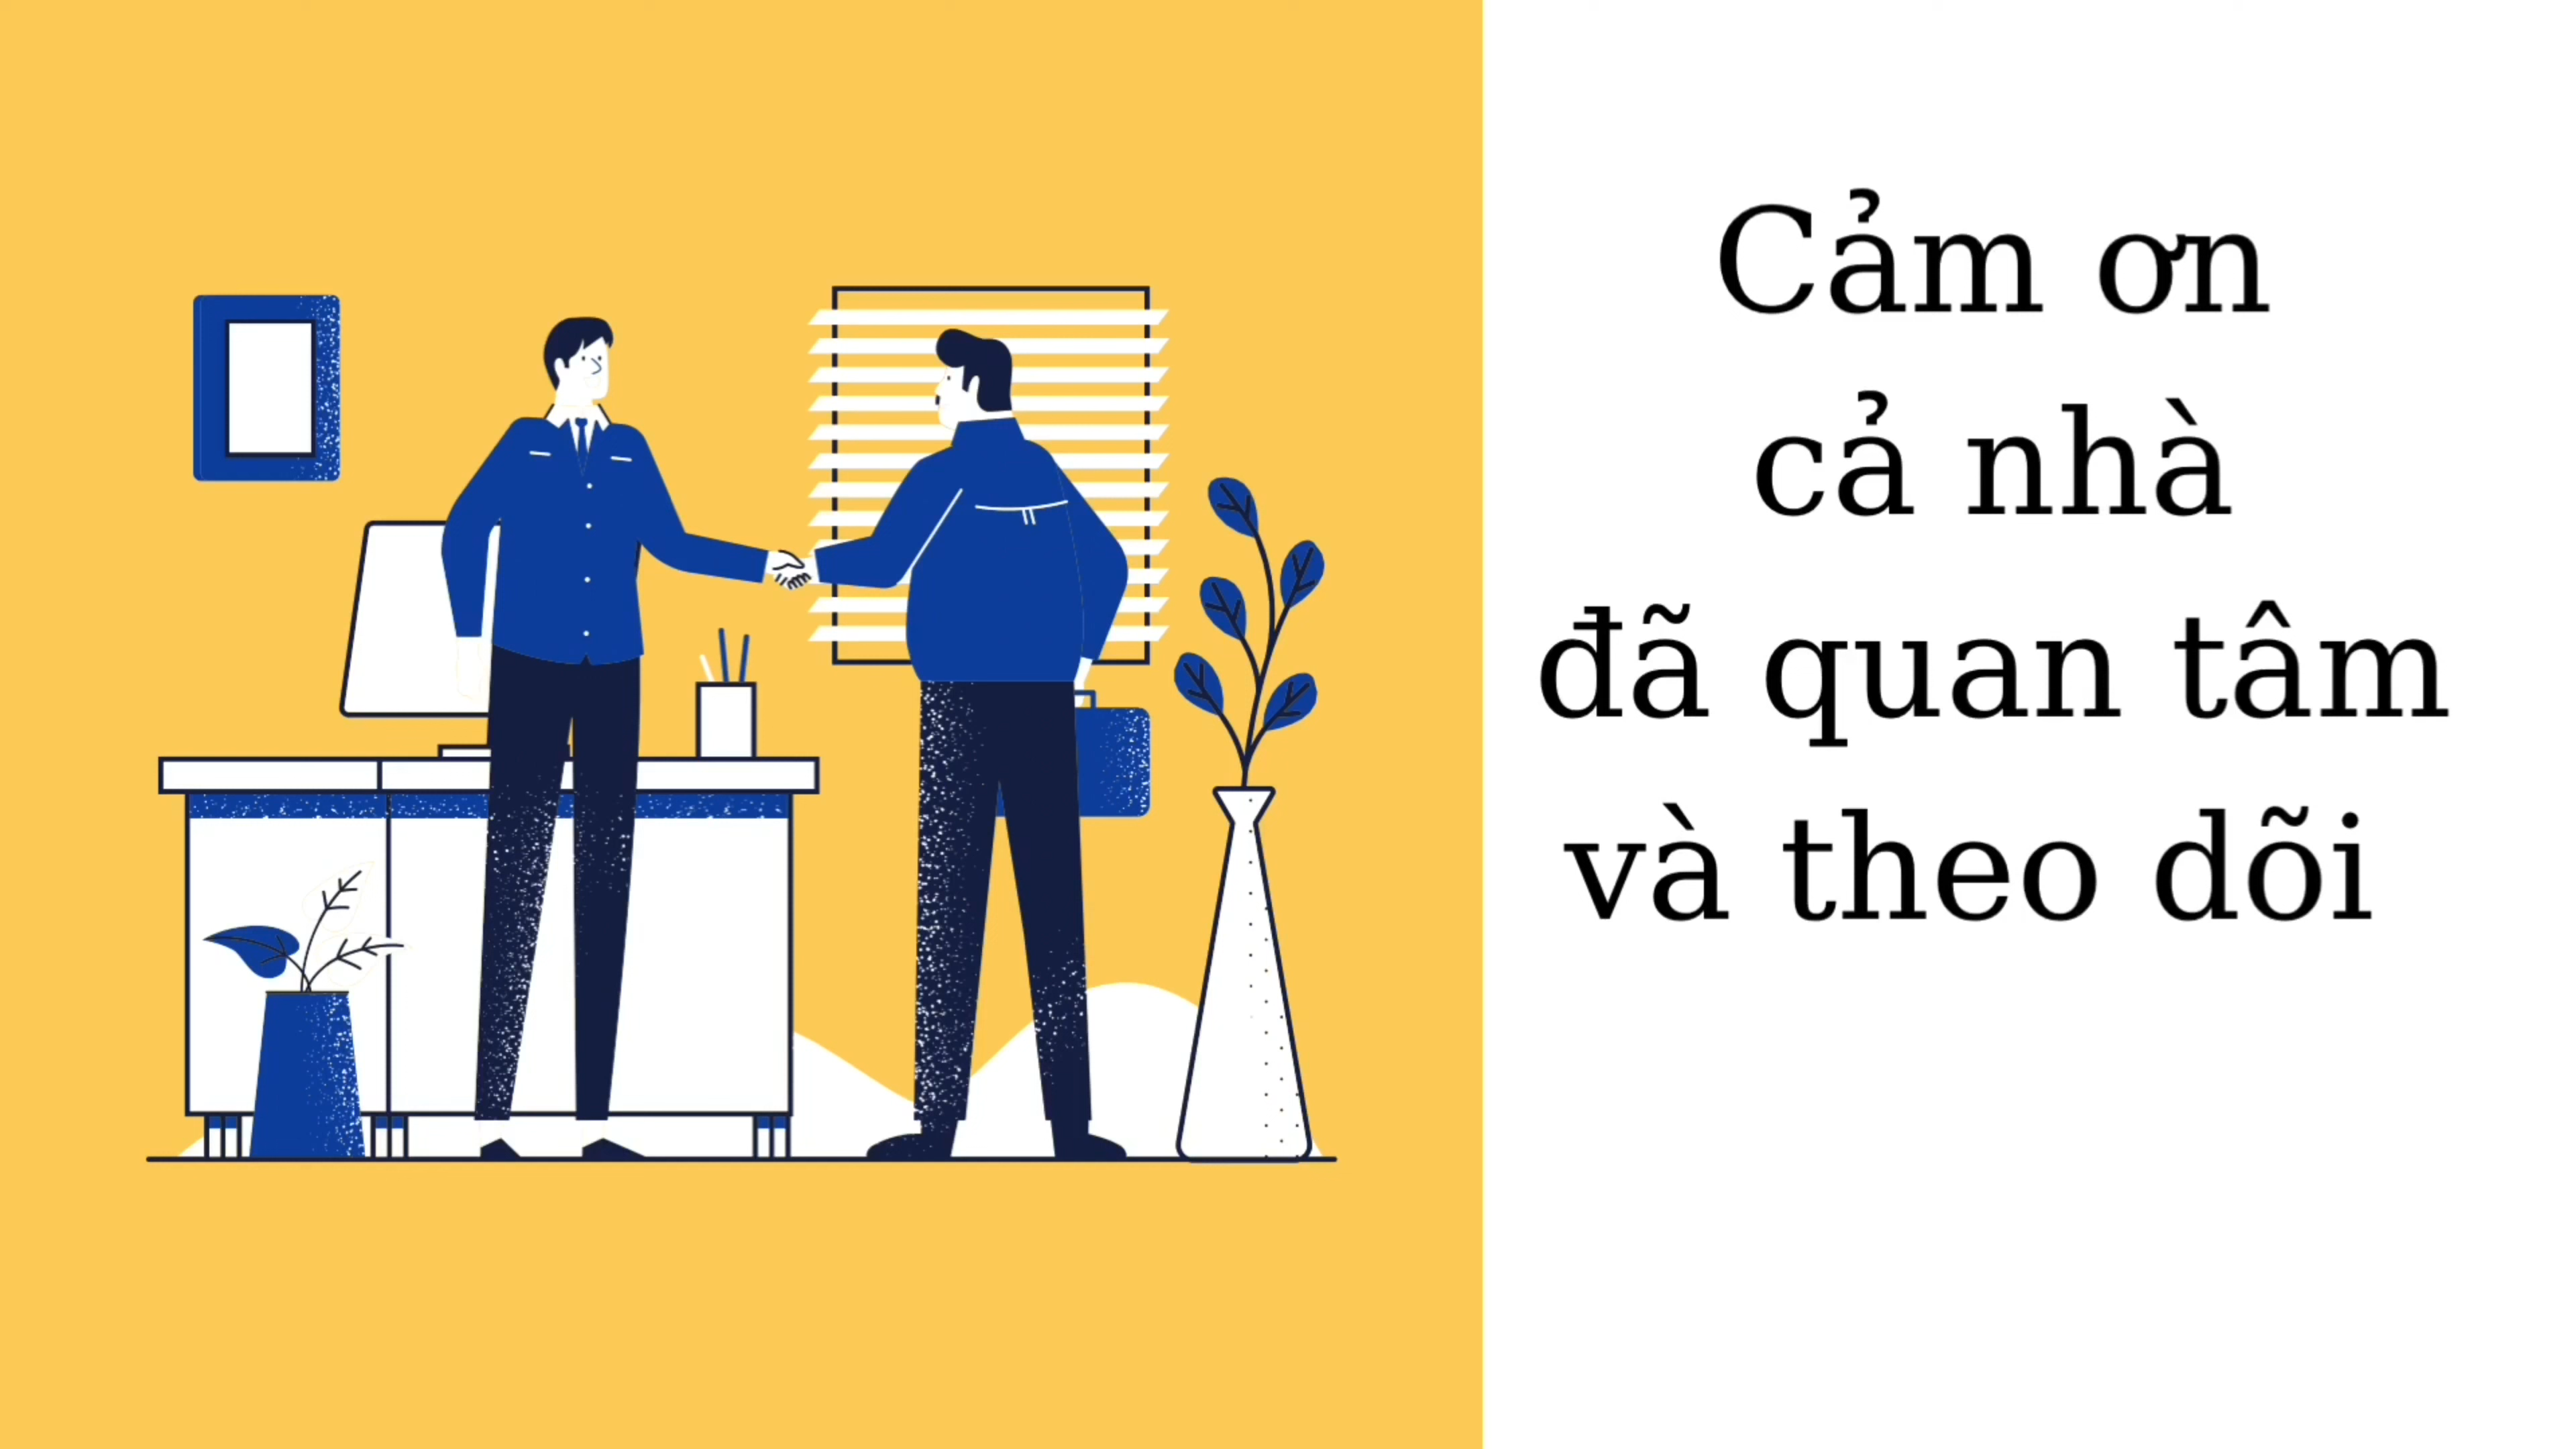 Cảm ơn
cả nhà
đã quan tâm
và theo dõi